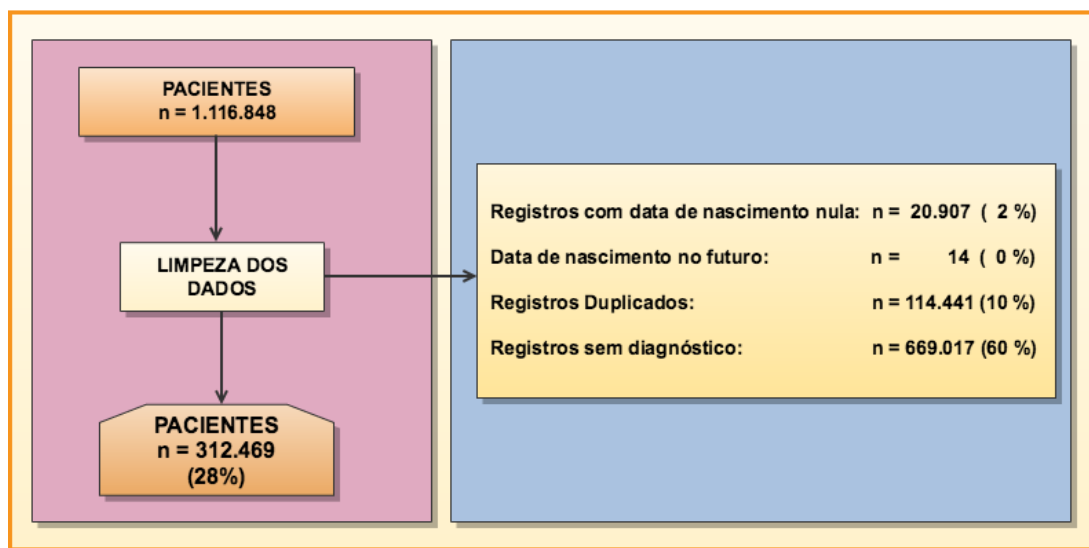 PACIENTES
n = 1.116.848
LIMPEZA DOS
DADOS
PACIENTES
n = 312.469
(28%)
Registros com data de nascimento nula: n = 20.907 ( 2 %)
Data de nascimento no futuro: n = 14 ( 0 %)
Registros Duplicados: n = 114.441 (10 %)
Registros sem diagnóstico: n = 669.017 (60 %)